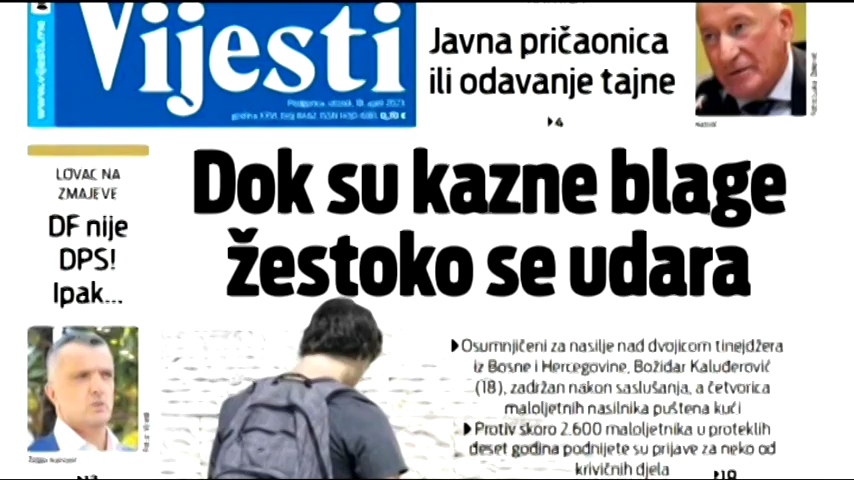 www.vijesti.me
Vijesti
Javna pričaonica
ili odavanje tajne
4
LOVAC NA
ZMAJEVE
DF nije
DPS!
Ipak...
Dok su kazne blage
žestoko se udara
Osumnjičeni za nasilje nad dvojicom tinejdžera
iz Bosne i Hercegovine, Božidar Kaluđerović
(18), zadržan nakon saslušanja, a četvorica
maloljetnih nasilnika puštena kući
Protiv skoro 2.600 maloljetnika u proteklih
deset godina podnijete su prijave za neko od
krivičnih djela